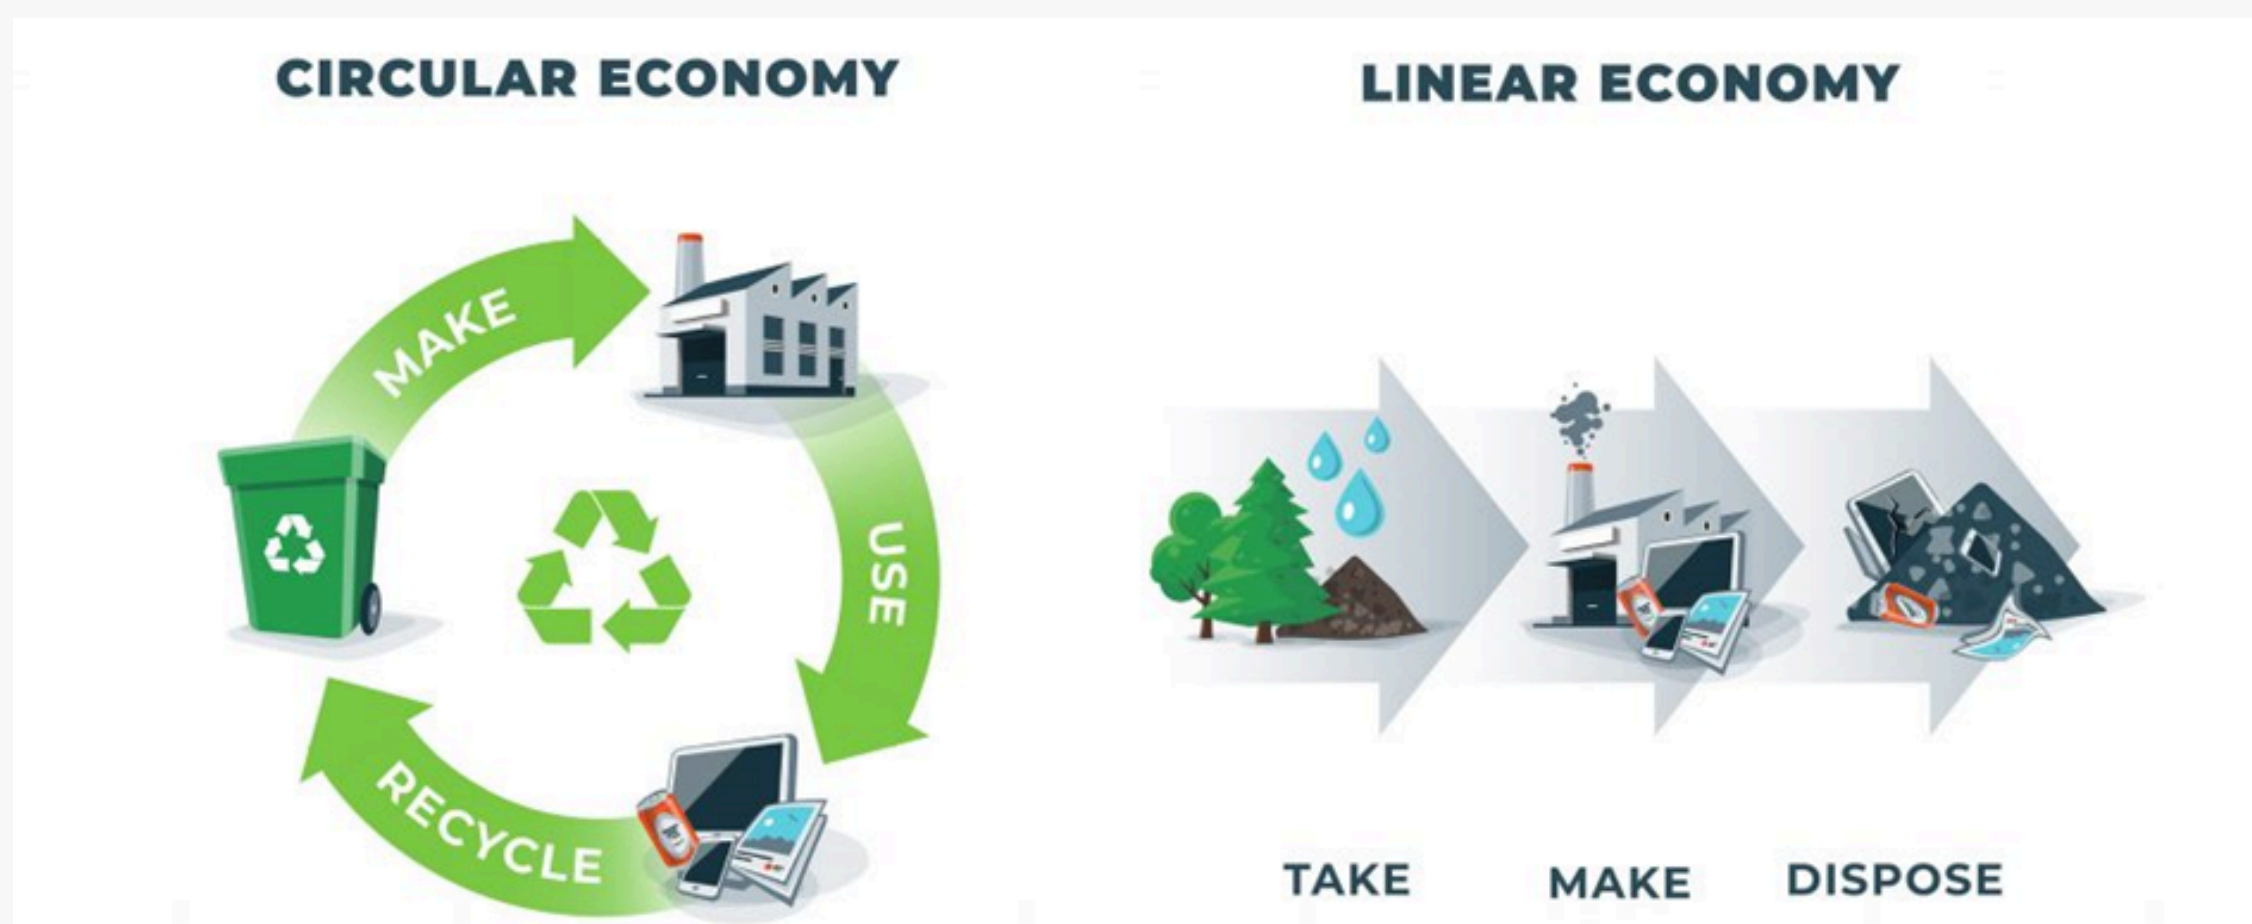 CIRCULAR ECONOMY
MAKE
USE
RECYCLE
LINEAR ECONOMY
TAKE
MAKE
DISPOSE